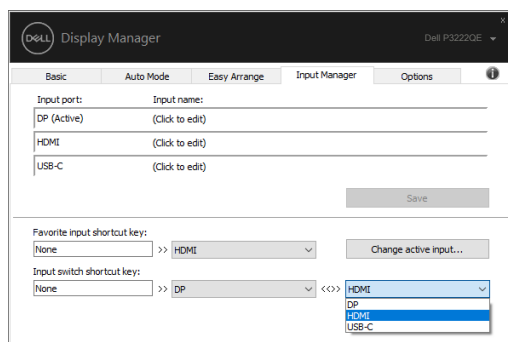 DELL Display Manager
x
Dell P3222QE
Basic Auto Mode Easy Arrange Input Manager Options i
Input port: Input name:
DP (Active) (Click to edit)
HDMI (Click to edit)
USB-C (Click to edit)
Save
Favorite input shortcut key:
None >> HDMI Change active input...
Input switch shortcut key:
None >> DP <<>> HDMI
DP
HDMI
USB-C